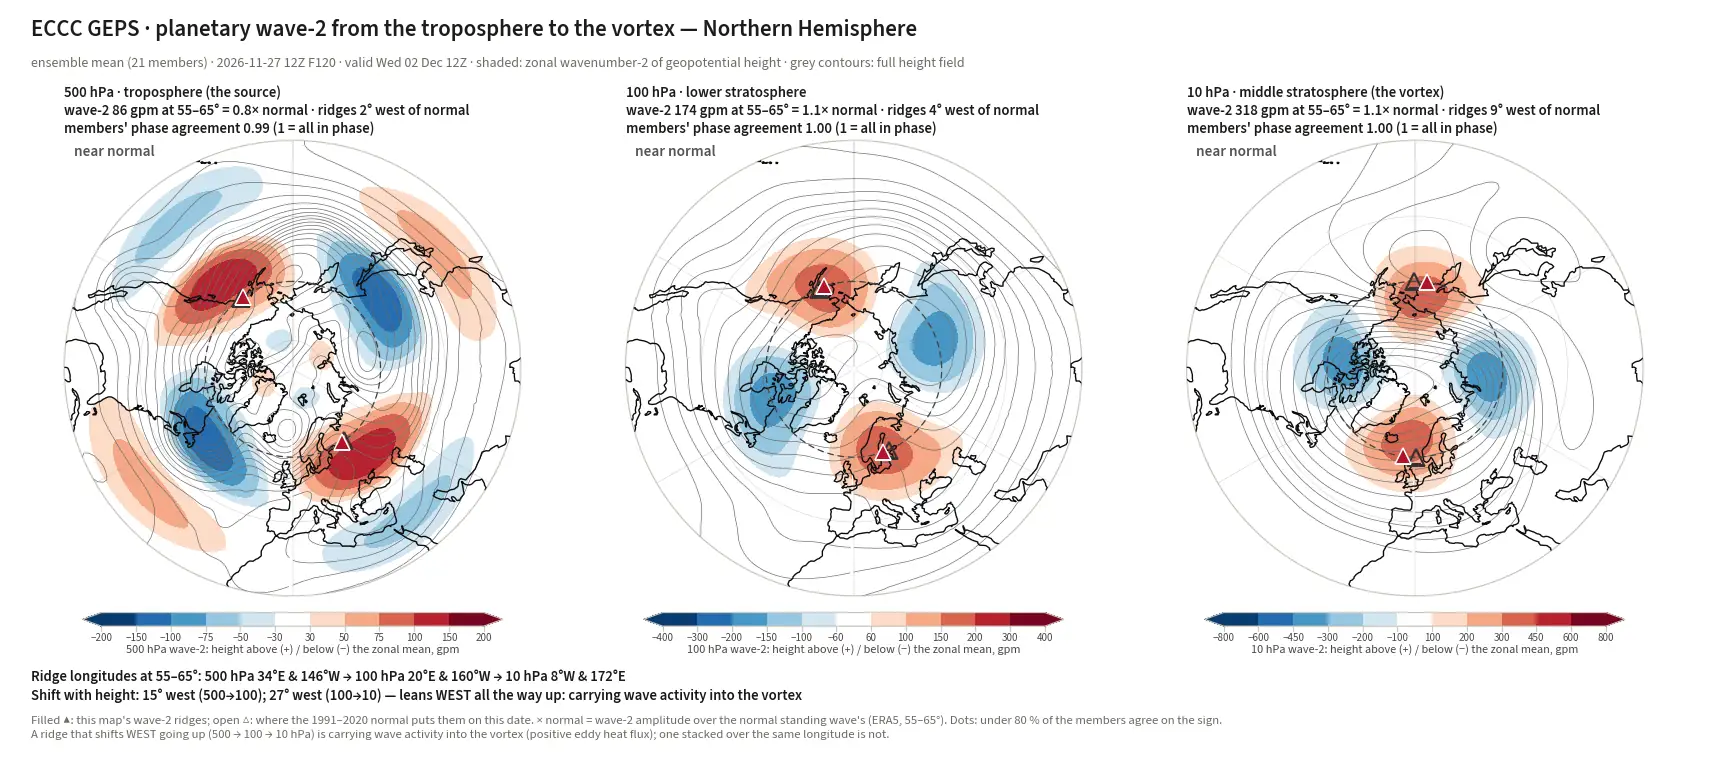 ECCC GEPS · planetary wave-2 from the troposphere to the vortex — Northern Hemisphere
ensemble mean (21 members) · 2026-11-27 12Z F120 · valid Wed 02 Dec 12Z · shaded: zonal wavenumber-2 of geopotential height · grey contours: full height field
500 hPa · troposphere (the source)
wave-2 86 gpm at 55–65° = 0.8× normal · ridges 2° west of normal
members' phase agreement 0.99 (1 = all in phase)
near normal
100 hPa · lower stratosphere
wave-2 174 gpm at 55–65° = 1.1× normal · ridges 4° west of normal
members' phase agreement 1.00 (1 = all in phase)
near normal
10 hPa · middle stratosphere (the vortex)
wave-2 318 gpm at 55–65° = 1.1× normal · ridges 9° west of normal
members' phase agreement 1.00 (1 = all in phase)
near normal
−200 −150 −100 −75 −50 −30 30 50 75 100 150 200
500 hPa wave-2: height above (+) / below (−) the zonal mean, gpm
−400 −300 −200 −150 −100 −60 60 100 150 200 300 400
100 hPa wave-2: height above (+) / below (−) the zonal mean, gpm
−800 −600 −450 −300 −200 −100 100 200 300 450 600 800
10 hPa wave-2: height above (+) / below (−) the zonal mean, gpm
Ridge longitudes at 55–65°: 500 hPa 34°E & 146°W → 100 hPa 20°E & 160°W → 10 hPa 8°W & 172°E
Shift with height: 15° west (500→100); 27° west (100→10) — leans WEST all the way up: carrying wave activity into the vortex
Filled ▲: this map's wave-2 ridges; open △: where the 1991–2020 normal puts them on this date. × normal = wave-2 amplitude over the normal standing wave's (ERA5, 55–65°). Dots: under 80 % of the members agree on the sign.
A ridge that shifts WEST going up (500 → 100 → 10 hPa) is carrying wave activity into the vortex (positive eddy heat flux); one stacked over the same longitude is not.